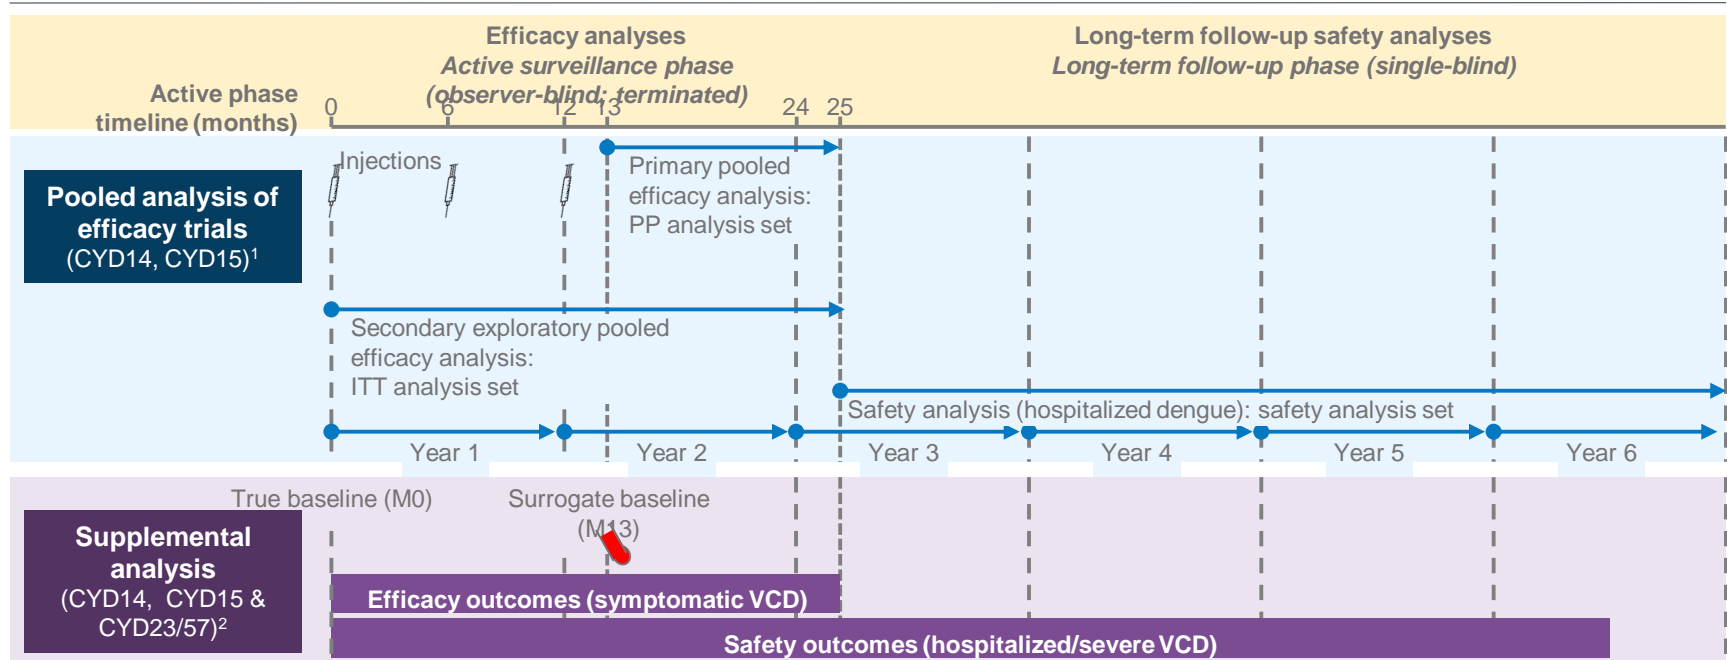 Efficacy analyses
Active surveillance phase
(observer-blind; terminated)
Long-term follow-up safety analyses
Long-term follow-up phase (single-blind)
Active phase
timeline (months)
0 6 12 13 24 25
Pooled analysis of
efficacy trials
(CYD14, CYD15)¹
Injections
Primary pooled
efficacy analysis:
PP analysis set
Secondary exploratory pooled
efficacy analysis:
ITT analysis set
Safety analysis (hospitalized dengue): safety analysis set
Year 1 Year 2 Year 3 Year 4 Year 5 Year 6
True baseline (M0)
Surrogate baseline
(M13)
Supplemental
analysis
(CYD14, CYD15 &
CYD23/57)²
Efficacy outcomes (symptomatic VCD)
Safety outcomes (hospitalized/severe VCD)